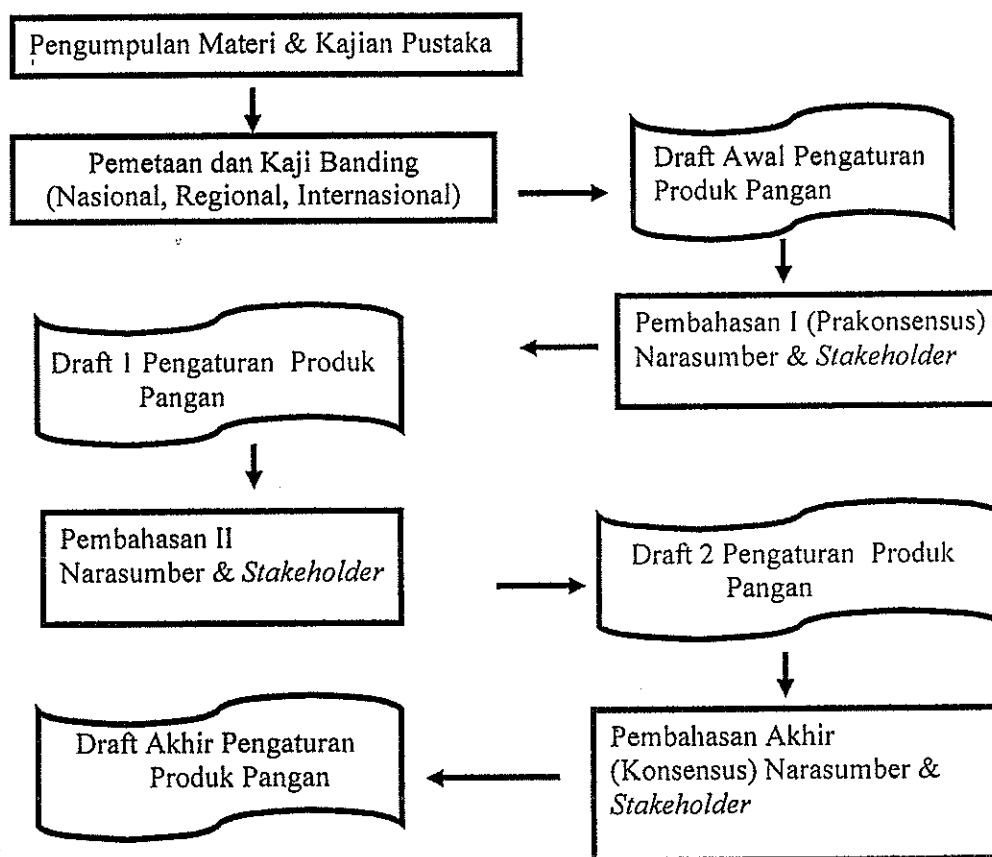 Pengumpulan Materi & Kajian Pustaka
Pemetaan dan Kaji Banding
(Nasional, Regional, Internasional)
Draft Awal Pengaturan
Produk Pangan
Pembahasan I (Prakonsensus)
Narasumber & Stakeholder
Draft 1 Pengaturan Produk
Pangan
Pembahasan II
Narasumber & Stakeholder
Draft 2 Pengaturan Produk
Pangan
Pembahasan Akhir
(Konsensus) Narasumber &
Stakeholder
Draft Akhir Pengaturan
Produk Pangan